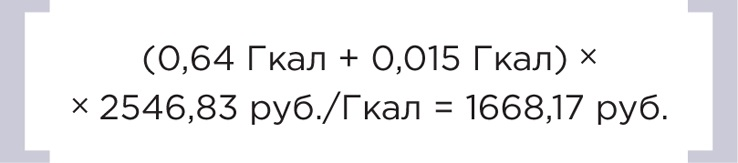 (0,64 Гкал + 0,015 Гкал) ×
× 2546,83 руб./Гкал = 1668,17 руб.